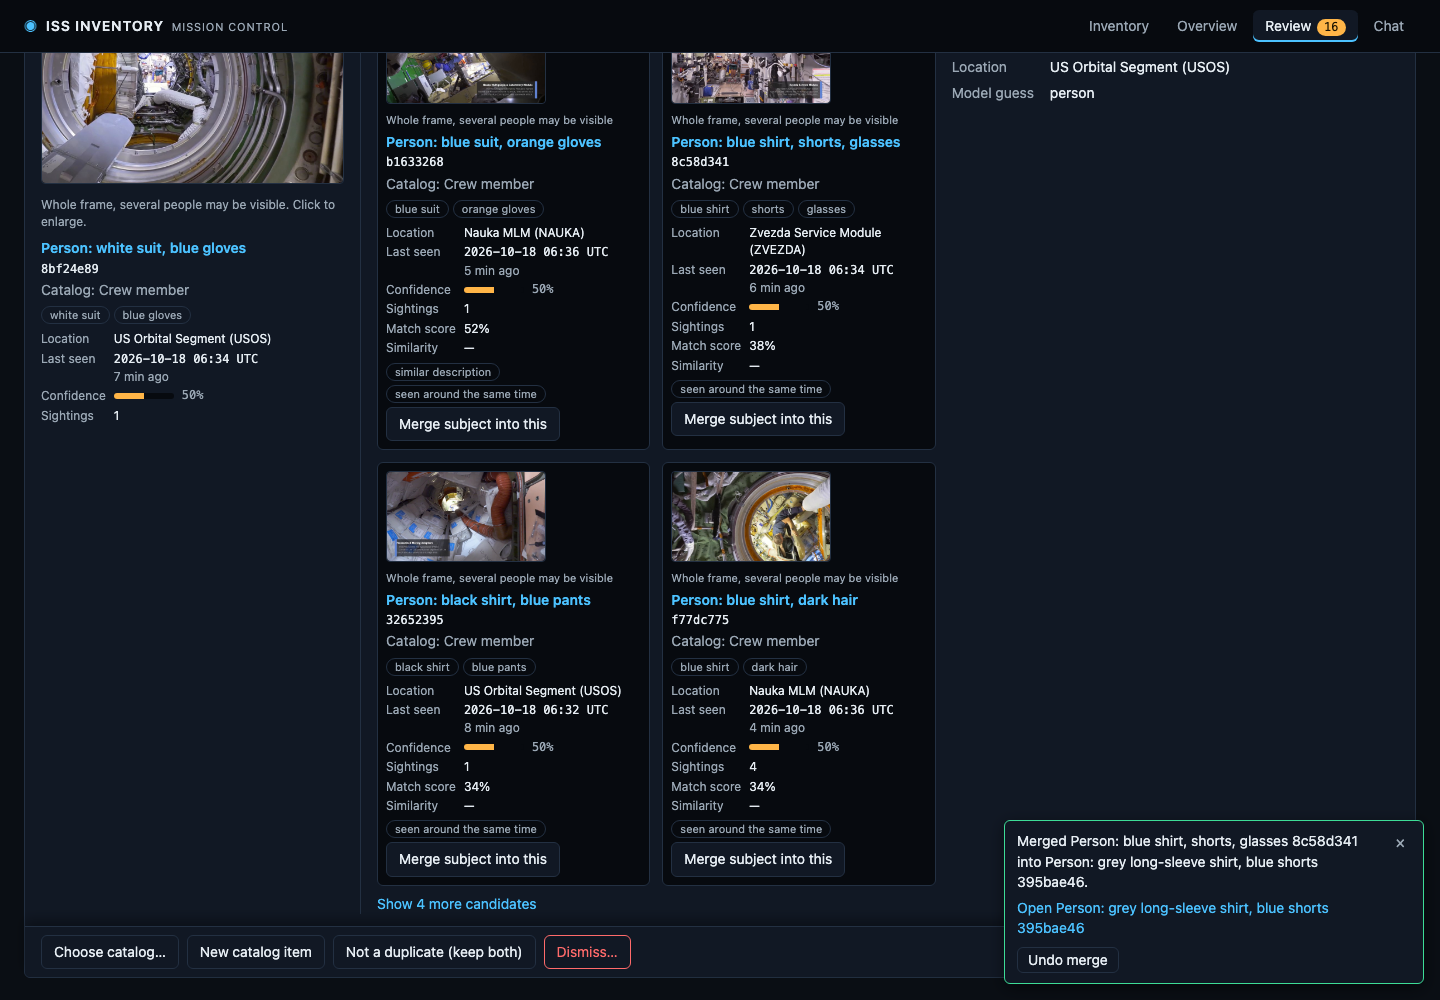 ISS INVENTORY MISSION CONTROL
Inventory
Overview
Review 16
Chat
Whole frame, several people may be visible. Click to
enlarge.
Person: white suit, blue gloves
8bf24e89
Catalog: Crew member
white suit
blue gloves
Location US Orbital Segment (USOS)
Last seen 2026-10-18 06:34 UTC
7 min ago
Confidence 50%
Sightings 1
Whole frame, several people may be visible
Person: blue suit, orange gloves
b1633268
Catalog: Crew member
blue suit
orange gloves
Location Nauka MLM (NAUKA)
Last seen 2026-10-18 06:36 UTC
5 min ago
Confidence 50%
Sightings 1
Match score 52%
Similarity —
similar description
seen around the same time
Merge subject into this
Whole frame, several people may be visible
Person: blue shirt, shorts, glasses
8c58d341
Catalog: Crew member
blue shirt
shorts
glasses
Location Zvezda Service Module
(ZVEZDA)
Last seen 2026-10-18 06:34 UTC
6 min ago
Confidence 50%
Sightings 1
Match score 38%
Similarity —
seen around the same time
Merge subject into this
Whole frame, several people may be visible
Person: black shirt, blue pants
32652395
Catalog: Crew member
black shirt
blue pants
Location US Orbital Segment (USOS)
Last seen 2026-10-18 06:32 UTC
8 min ago
Confidence 50%
Sightings 1
Match score 34%
Similarity —
seen around the same time
Merge subject into this
Whole frame, several people may be visible
Person: blue shirt, dark hair
f77dc775
Catalog: Crew member
blue shirt
dark hair
Location Nauka MLM (NAUKA)
Last seen 2026-10-18 06:36 UTC
4 min ago
Confidence 50%
Sightings 4
Match score 34%
Similarity —
seen around the same time
Merge subject into this
Show 4 more candidates
Location US Orbital Segment (USOS)
Model guess person
Choose catalog...
New catalog item
Not a duplicate (keep both)
Dismiss...
Merged Person: blue shirt, shorts, glasses 8c58d341
into Person: grey long-sleeve shirt, blue shorts
395bae46.
Open Person: grey long-sleeve shirt, blue shorts
395bae46
Undo merge
×